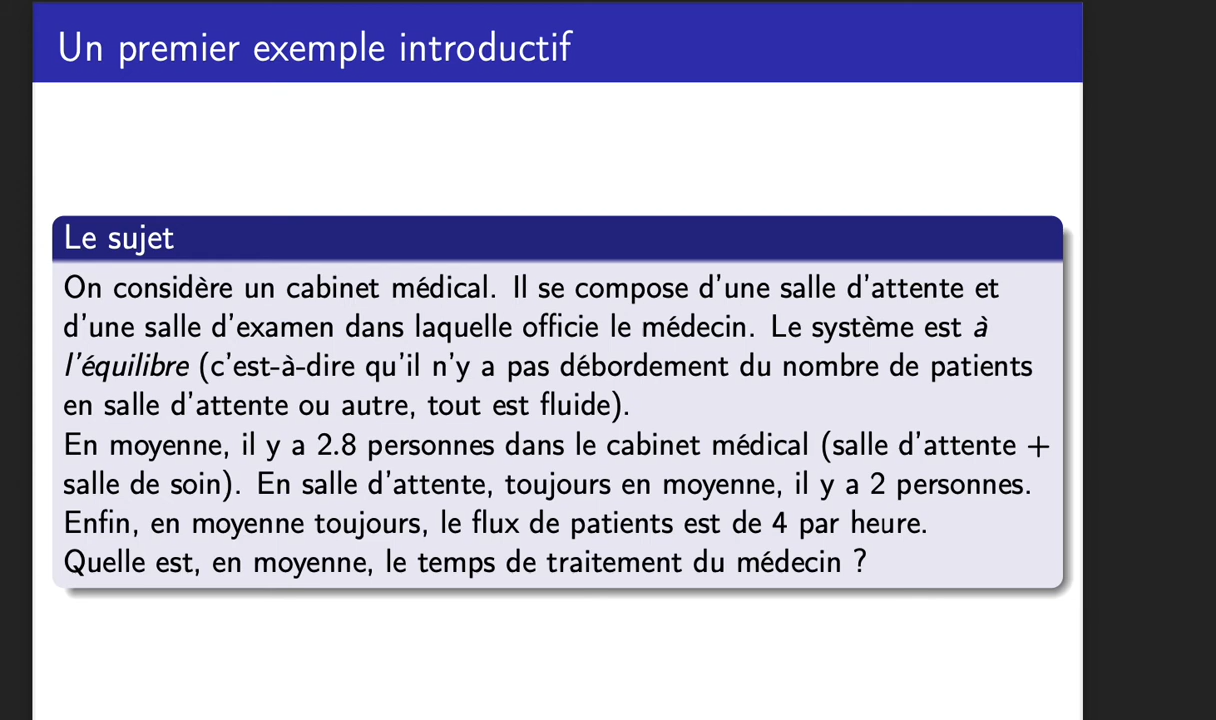 Un premier exemple introductif
Le sujet
On considère un cabinet médical. Il se compose d'une salle d'attente et
d'une salle d'examen dans laquelle officie le médecin. Le système est à
l'équilibre (c'est-à-dire qu'il n'y a pas débordement du nombre de patients
en salle d'attente ou autre, tout est fluide).
En moyenne, il y a 2.8 personnes dans le cabinet médical (salle d'attente +
salle de soin). En salle d'attente, toujours en moyenne, il y a 2 personnes.
Enfin, en moyenne toujours, le flux de patients est de 4 par heure.
Quelle est, en moyenne, le temps de traitement du médecin ?